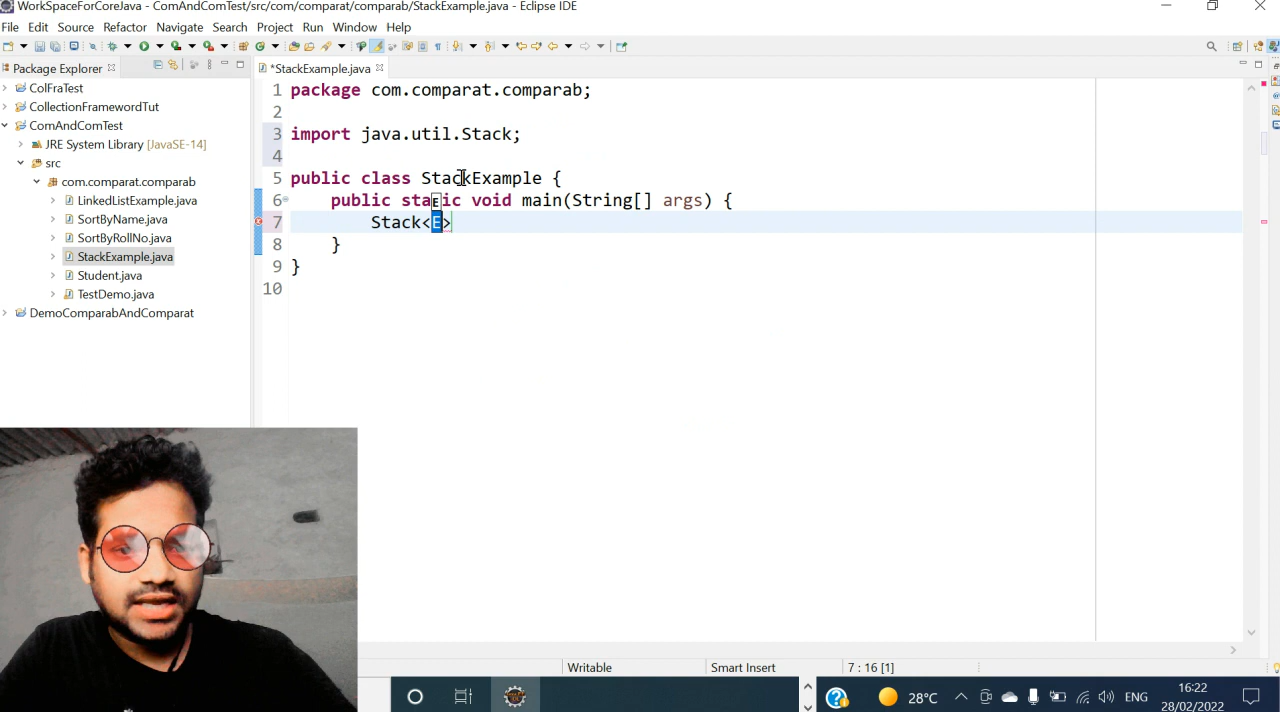 WorkSpaceForCoreJava - ComAndComTest/src/com/comparat/comparab/StackExample.java - Eclipse IDE
File Edit Source Refactor Navigate Search Project Run Window Help
Package Explorer
*StackExample.java
ColFraTest
CollectionFramewordTut
ComAndComTest
JRE System Library [JavaSE-14]
src
com.comparat.comparab
LinkedListExample.java
SortByName.java
SortByRollNo.java
StackExample.java
Student.java
TestDemo.java
DemoComparabAndComparat
1 package com.comparat.comparab;
2
3 import java.util.Stack;
4
5 public class StackExample {
6 public static void main(String[] args) {
E
7 Stack<E>
8 }
9 }
10
Writable Smart Insert 7 : 16 [1]
28°C ENG 16:22
28/02/2022